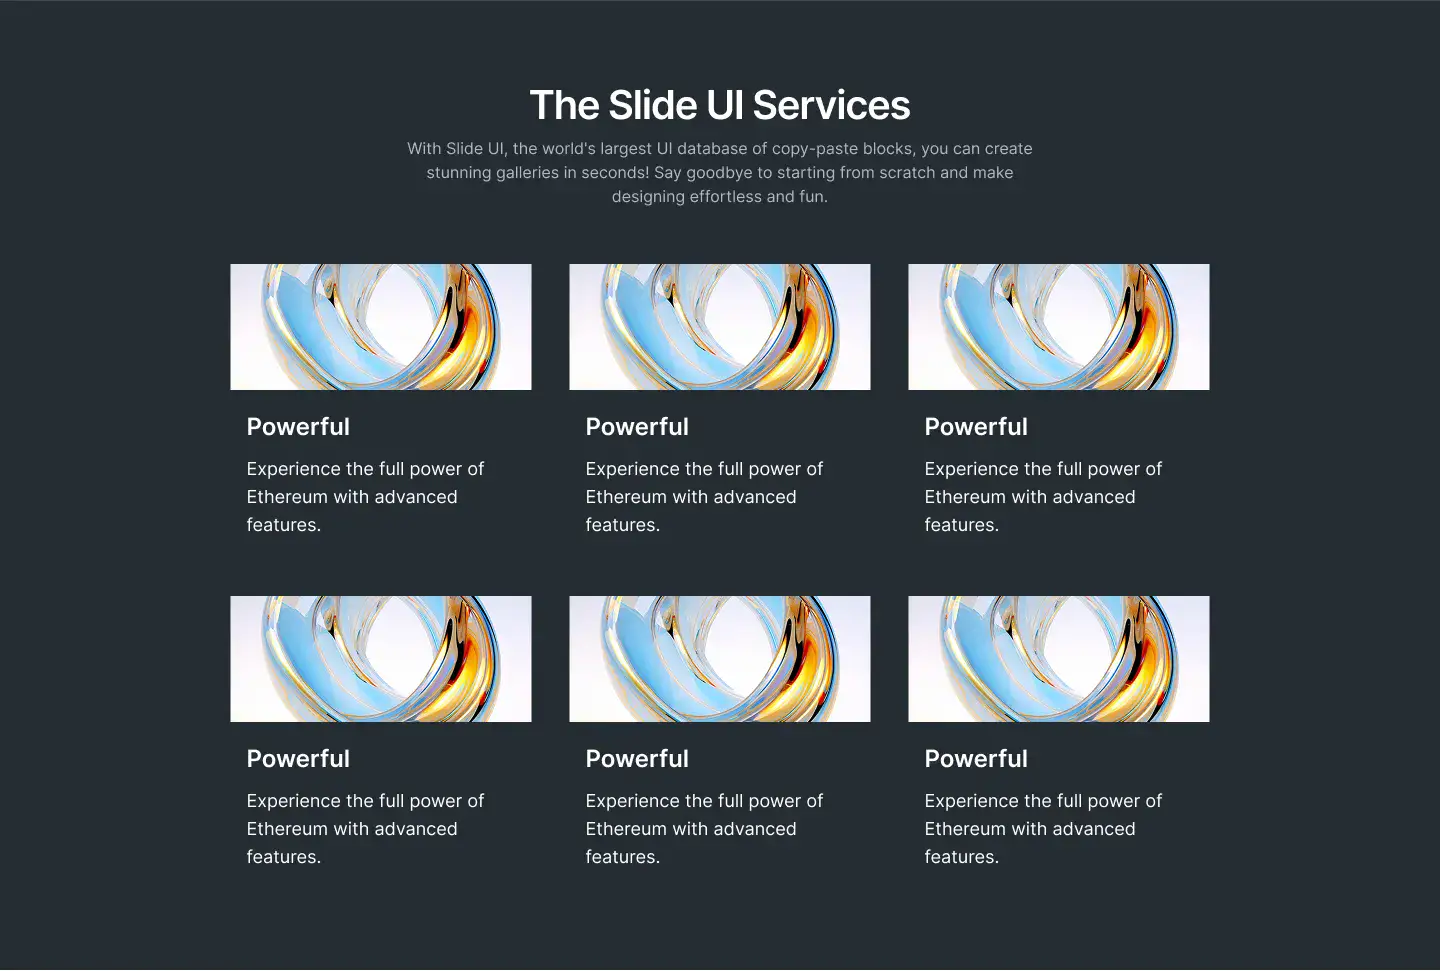 The Slide UI Services
With Slide UI, the world's largest UI database of copy-paste blocks, you can create
stunning galleries in seconds! Say goodbye to starting from scratch and make
designing effortless and fun.
Powerful
Experience the full power of
Ethereum with advanced
features.
Powerful
Experience the full power of
Ethereum with advanced
features.
Powerful
Experience the full power of
Ethereum with advanced
features.
Powerful
Experience the full power of
Ethereum with advanced
features.
Powerful
Experience the full power of
Ethereum with advanced
features.
Powerful
Experience the full power of
Ethereum with advanced
features.